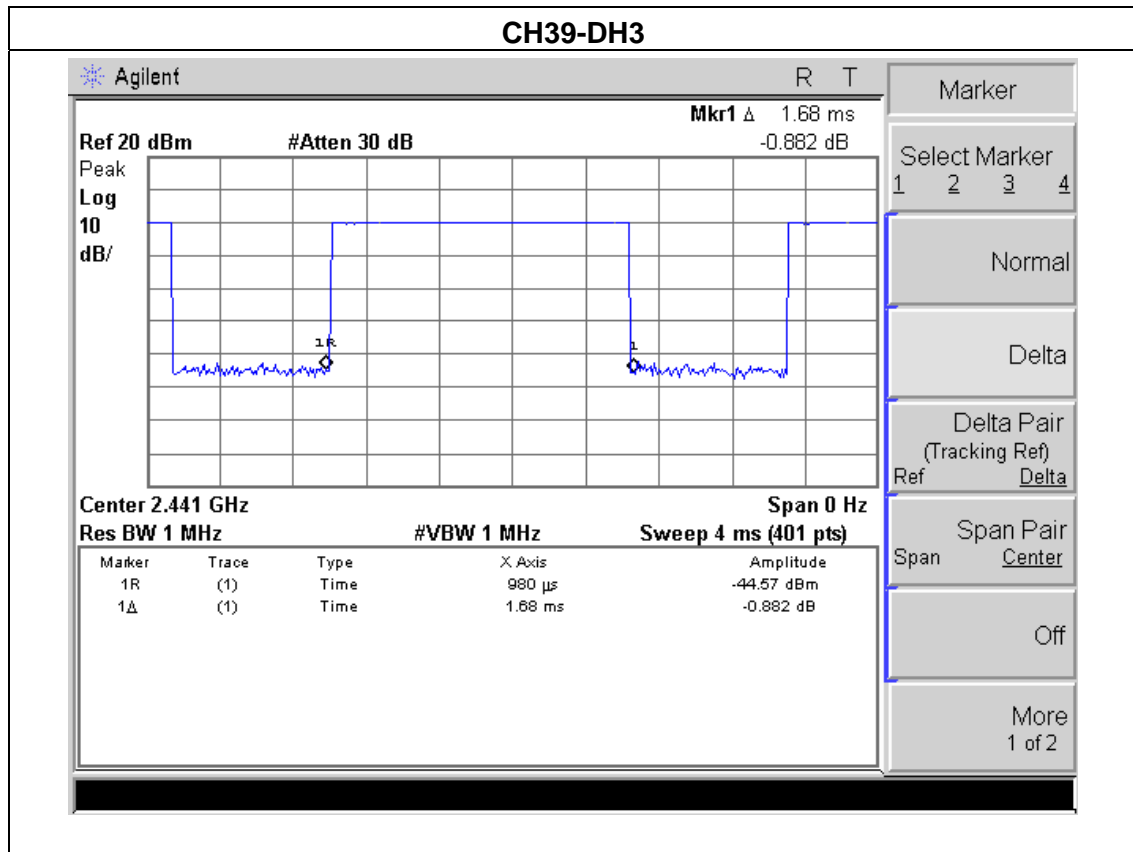 CH39-DH3
Agilent R T
Mkr1 Δ 1.68 ms
Ref 20 dBm #Atten 30 dB -0.882 dB
Peak
Log
10
dB/
1R
1
Center 2.441 GHz Span 0 Hz
Res BW 1 MHz #VBW 1 MHz Sweep 4 ms (401 pts)
Marker Trace Type X Axis Amplitude
1R (1) Time 980 µs -44.57 dBm
1Δ (1) Time 1.68 ms -0.882 dB
Marker
Select Marker
1 2 3 4
Normal
Delta
Delta Pair
(Tracking Ref)
Ref Delta
Span Pair
Span Center
Off
More
1 of 2